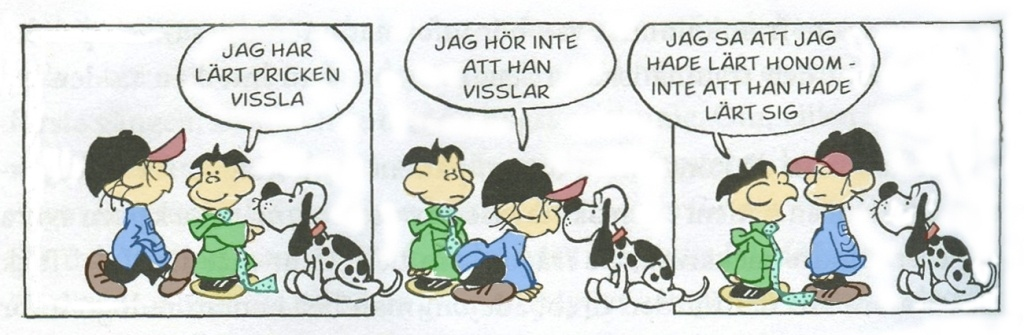 JAG HAR
LÄRT PRICKEN
VISSLA
JAG HÖR INTE
ATT HAN
VISSLAR
JAG SA ATT JAG
HADE LÄRT HONOM -
INTE ATT HAN HADE
LÄRT SIG